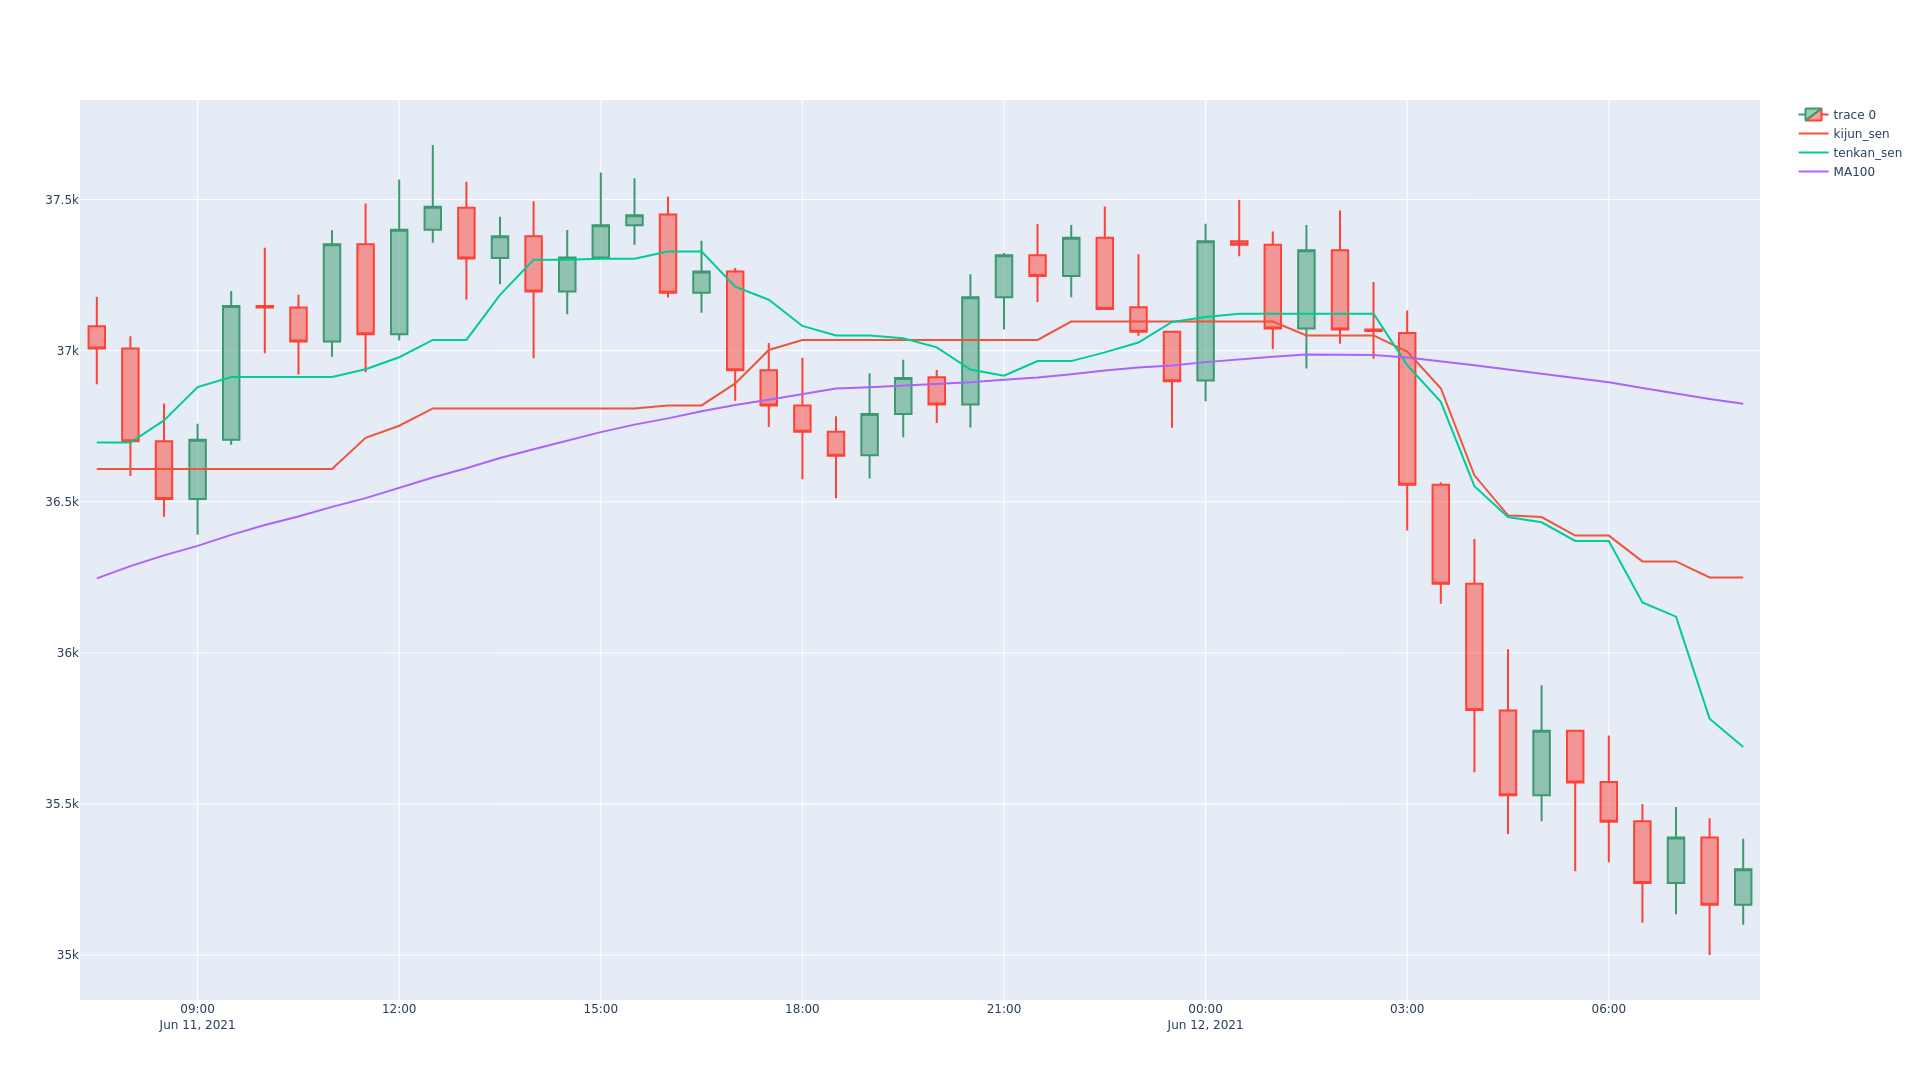 trace 0
kijun_sen
tenkan_sen
MA100
37.5k
37k
36.5k
36k
35.5k
35k
09:00 12:00 15:00 18:00 21:00 00:00 03:00 06:00
Jun 11, 2021 Jun 12, 2021